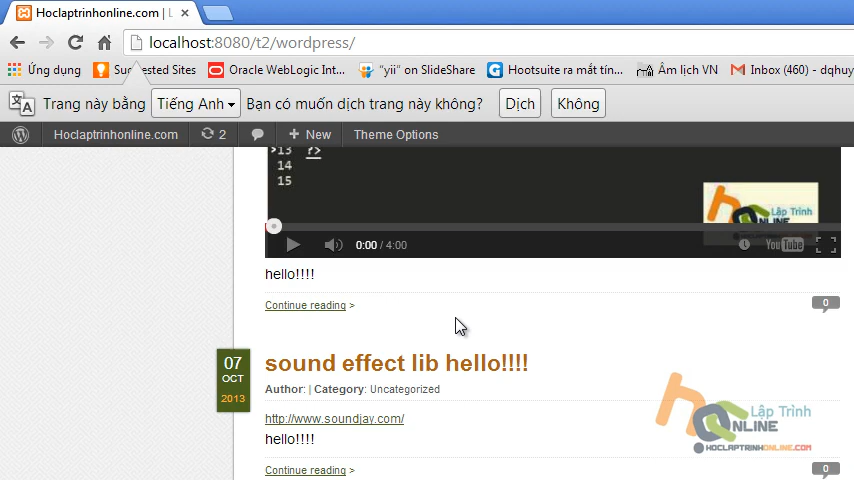 Hoclaptrinhonline.com | L
localhost:8080/t2/wordpress/
Ứng dụng Suggested Sites Oracle WebLogic Int... "yii" on SlideShare Hootsuite ra mắt tín... Âm lịch VN Inbox (460) - dqhuy
Trang này bằng Tiếng Anh Bạn có muốn dịch trang này không? Dịch Không
Hoclaptrinhonline.com 2 + New Theme Options
>13 ?>
14
15
Lập Trình
0:00 / 4:00 YouTube
hello!!!!
Continue reading > 0
07
OCT
2013
sound effect lib hello!!!!
Author: | Category: Uncategorized
http://www.soundjay.com/
hello!!!!
Lập Trình
ONLINE
HOCLAPTRINHONLINE.COM
Continue reading > 0